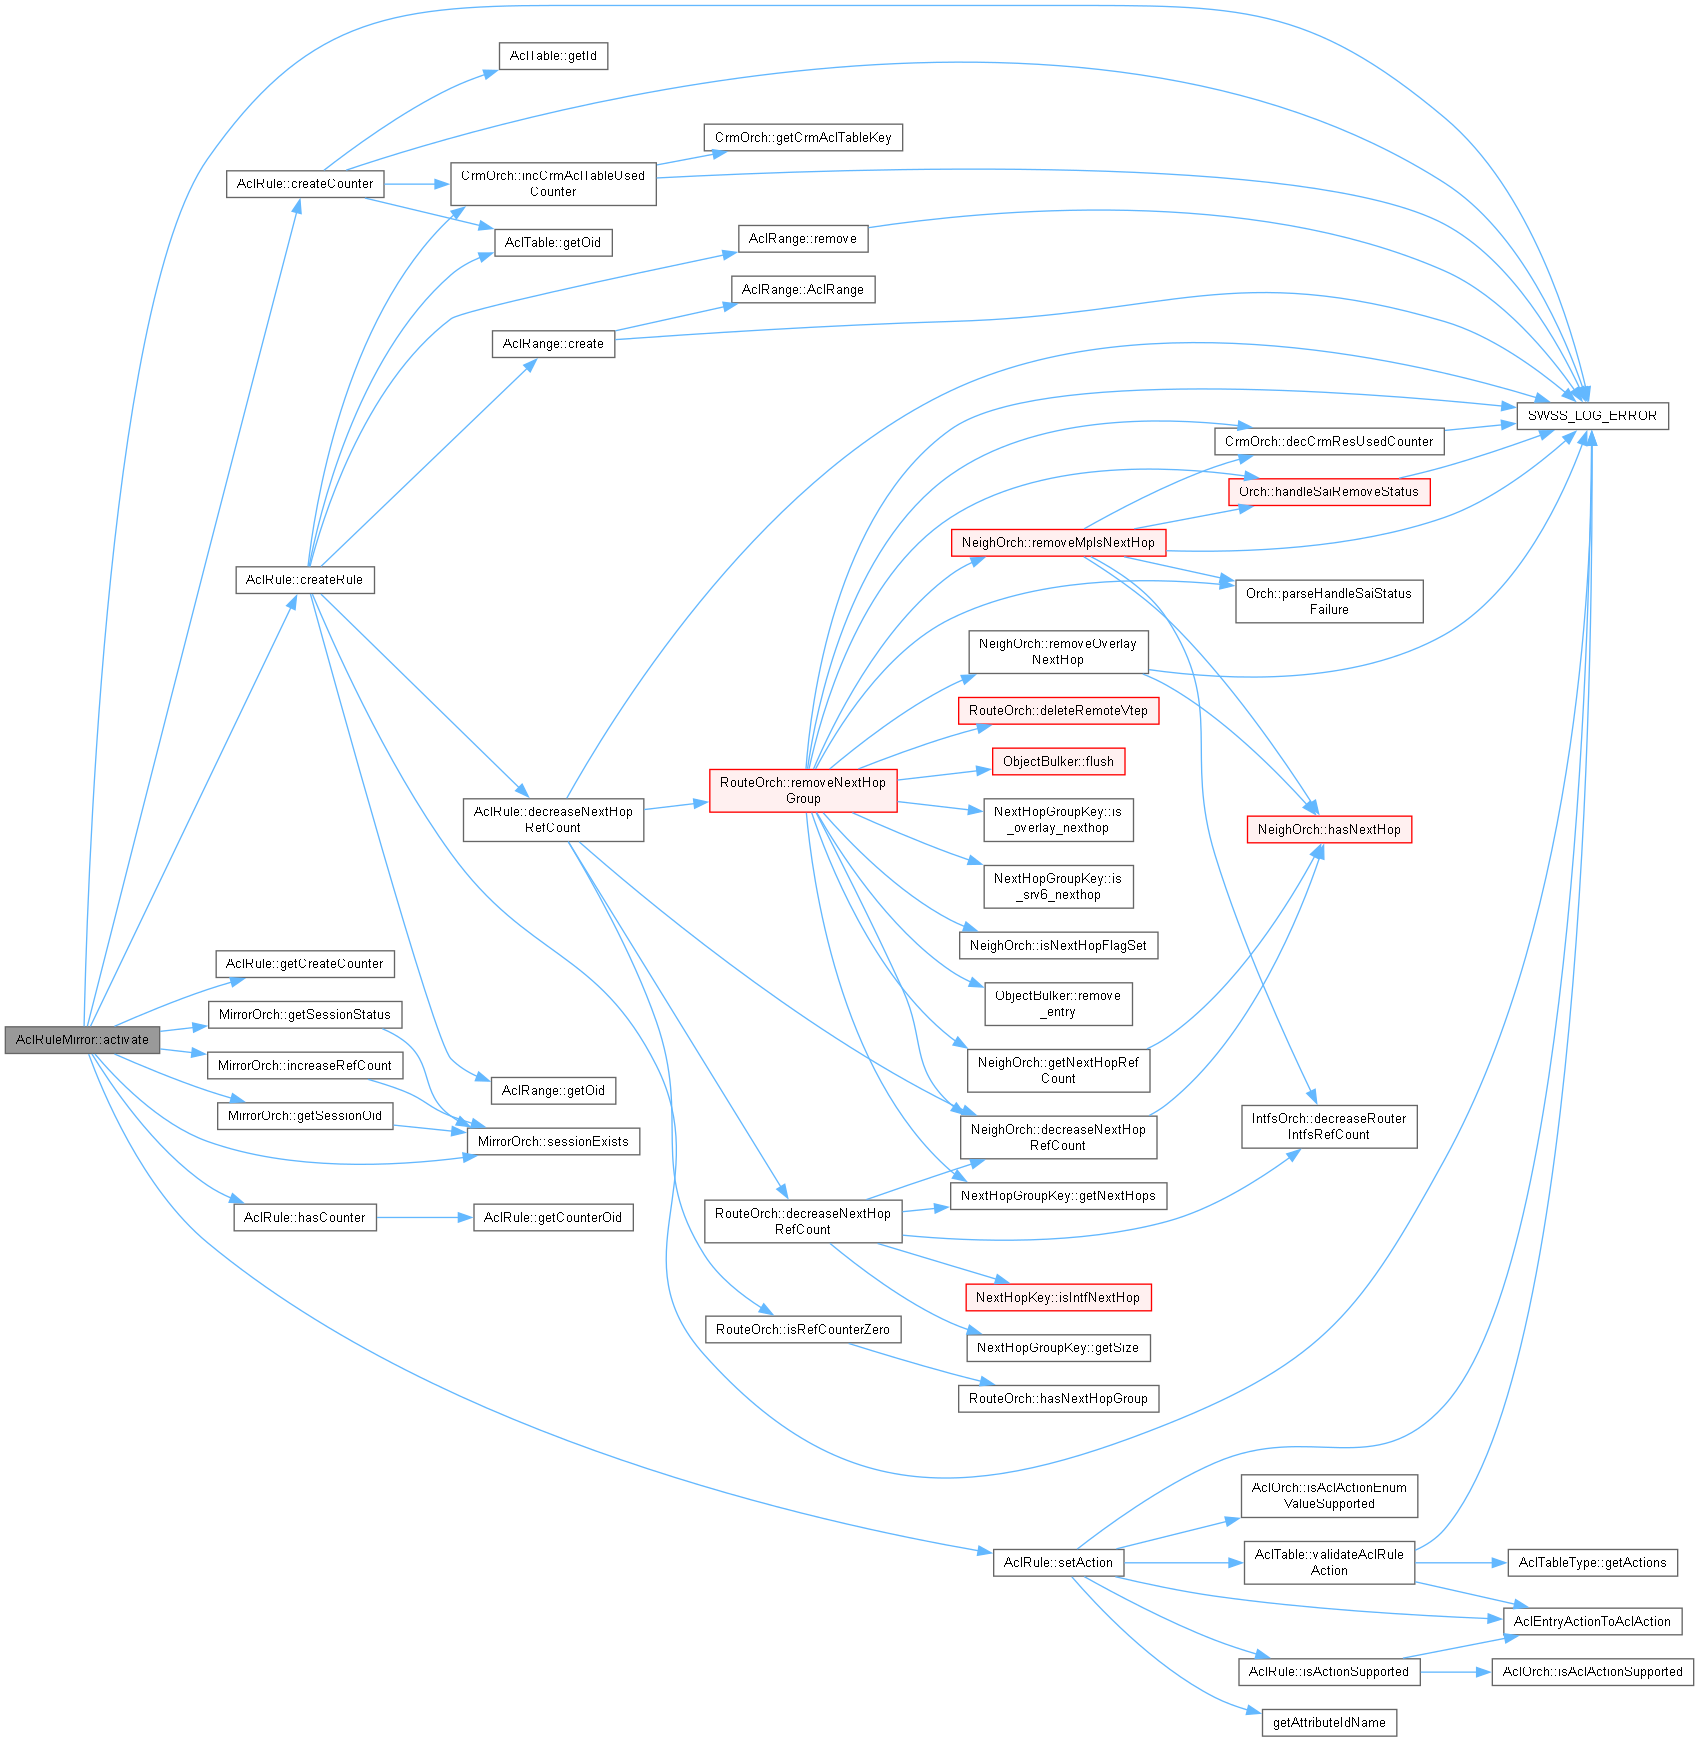 AclTable::getId
CrmOrch::getCrmAclTableKey
AclRule::createCounter
CrmOrch::incCrmAclTableUsed
Counter
AclTable::getOid
AclRange::remove
AclRange::AclRange
AclRange::create
SWSS_LOG_ERROR
CrmOrch::decCrmResUsedCounter
Orch::handleSaiRemoveStatus
NeighOrch::removeMplsNextHop
AclRule::createRule
Orch::parseHandleSaiStatus
Failure
NeighOrch::removeOverlay
NextHop
RouteOrch::deleteRemoteVtep
ObjectBulker::flush
RouteOrch::removeNextHop
Group
AclRule::decreaseNextHop
RefCount
NextHopGroupKey::is
_overlay_nexthop
NeighOrch::hasNextHop
NextHopGroupKey::is
_srv6_nexthop
NeighOrch::isNextHopFlagSet
AclRule::getCreateCounter
ObjectBulker::remove
_entry
MirrorOrch::getSessionStatus
AclRuleMirror::activate
MirrorOrch::increaseRefCount
NeighOrch::getNextHopRef
Count
AclRange::getOid
MirrorOrch::getSessionOid
MirrorOrch::sessionExists
NeighOrch::decreaseNextHop
RefCount
IntfsOrch::decreaseRouter
IntfsRefCount
NextHopGroupKey::getNextHops
AclRule::hasCounter
AclRule::getCounterOid
RouteOrch::decreaseNextHop
RefCount
NextHopKey::isIntfNextHop
RouteOrch::isRefCounterZero
NextHopGroupKey::getSize
RouteOrch::hasNextHopGroup
AclOrch::isAclActionEnum
ValueSupported
AclRule::setAction
AclTable::validateAclRule
Action
AclTableType::getActions
AclEntryActionToAclAction
AclRule::isActionSupported
AclOrch::isAclActionSupported
getAttributeIdName